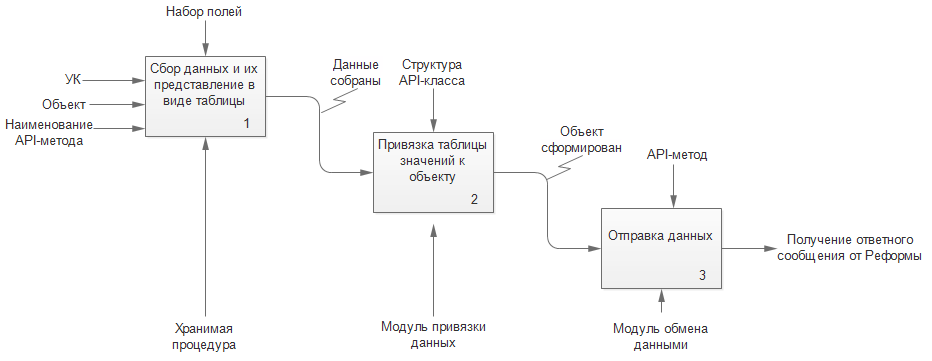 Набор полей
УК
Объект
Наименование
API-метода
Сбор данных и их
представление в
виде таблицы
1
Хранимая
процедура
Данные
собраны
Структура
API-класса
Привязка таблицы
значений к
объекту
2
Модуль привязки
данных
Объект
сформирован
API-метод
Отправка данных
3
Модуль обмена
данными
Получение ответного
сообщения от Реформы